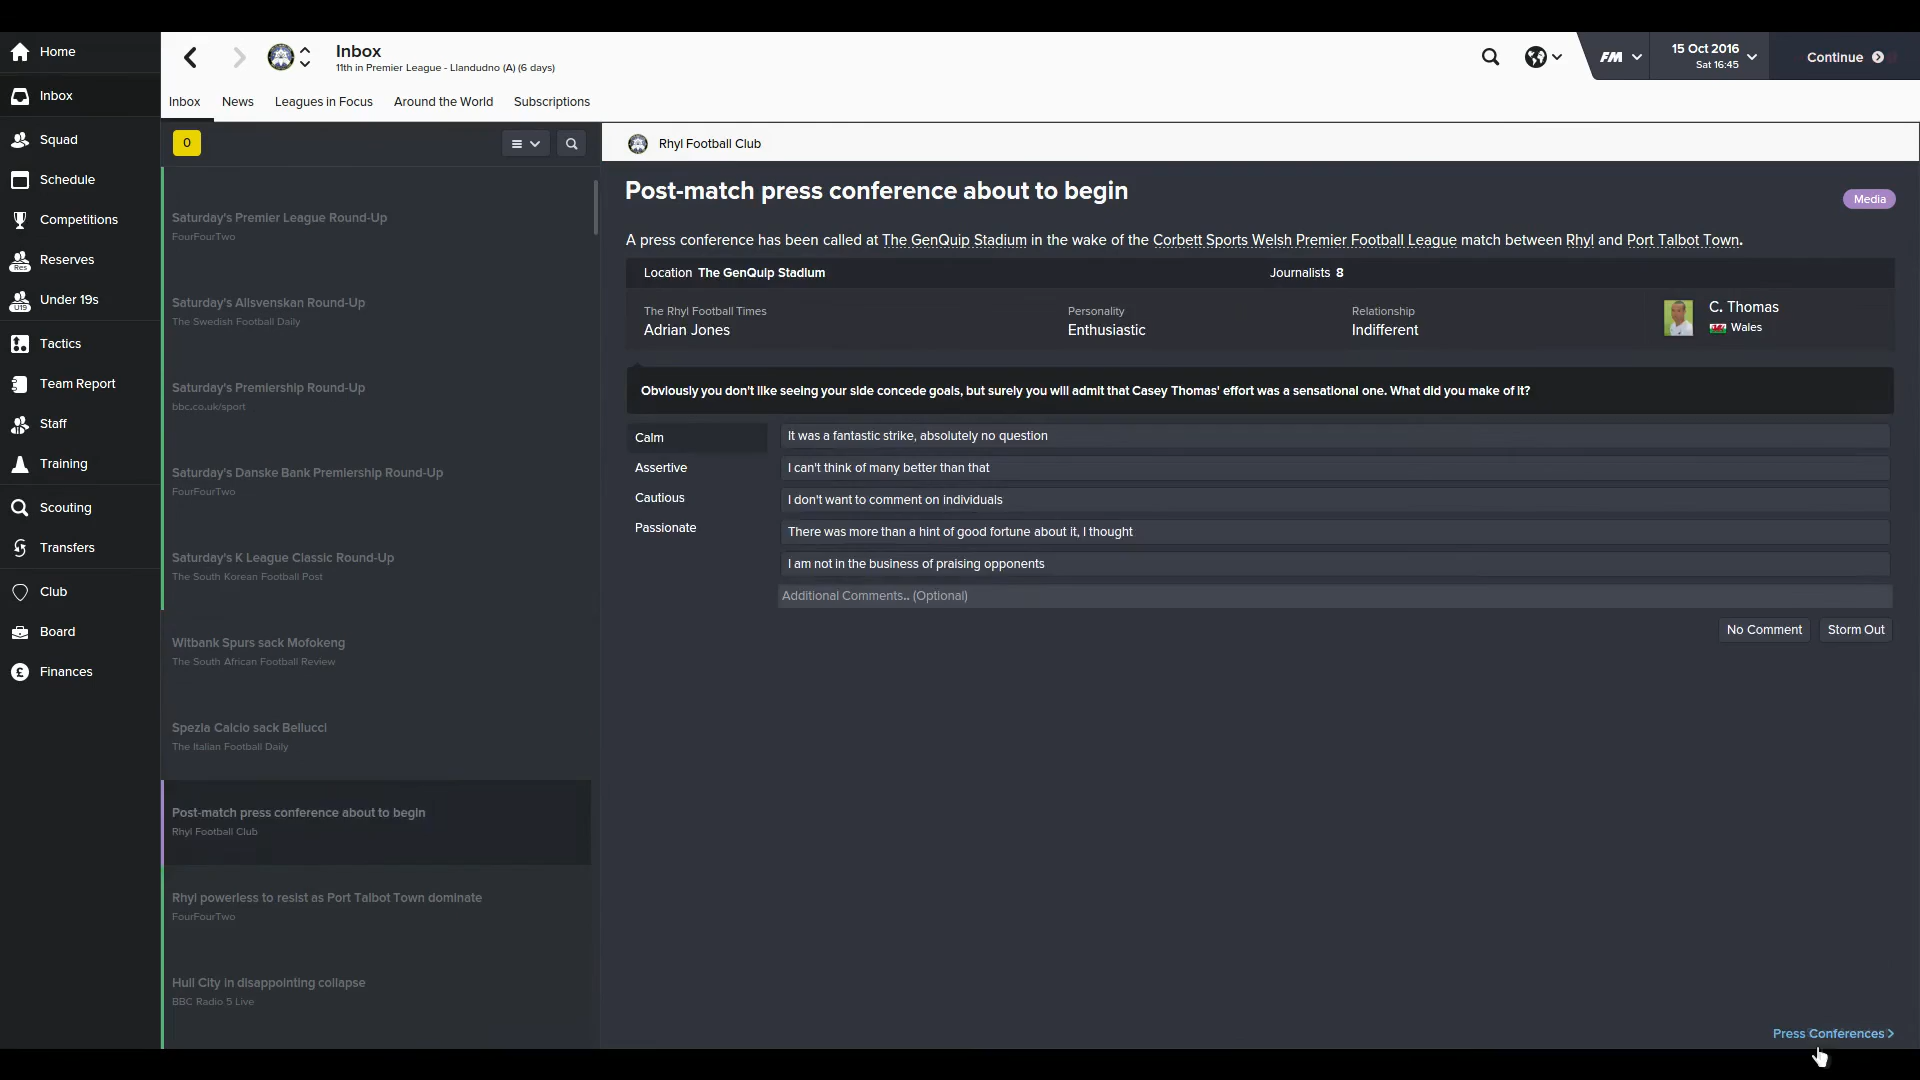 Home
Inbox
Squad
Schedule
Competitions
Res
Reserves
U19
Under 19s
Tactics
Team Report
Staff
Training
Scouting
Transfers
Club
Board
£ Finances
Inbox
11th in Premier League - Llandudno (A) (6 days)
FM
15 Oct 2016
Sat 16:45
Continue
Inbox News Leagues in Focus Around the World Subscriptions
0
Saturday's Premier League Round-Up
FourFourTwo
Saturday's Allsvenskan Round-Up
The Swedish Football Daily
Saturday's Premiership Round-Up
bbc.co.uk/sport
Saturday's Danske Bank Premiership Round-Up
FourFourTwo
Saturday's K League Classic Round-Up
The South Korean Football Post
Witbank Spurs sack Mofokeng
The South African Football Review
Spezia Calcio sack Bellucci
The Italian Football Daily
Post-match press conference about to begin
Rhyl Football Club
Rhyl powerless to resist as Port Talbot Town dominate
FourFourTwo
Hull City in disappointing collapse
BBC Radio 5 Live
Rhyl Football Club
Post-match press conference about to begin
Media
A press conference has been called at The GenQuip Stadium in the wake of the Corbett Sports Welsh Premier Football League match between Rhyl and Port Talbot Town.
Location The GenQuip Stadium Journalists 8
The Rhyl Football Times Personality Relationship
Adrian Jones Enthusiastic Indifferent
C. Thomas
Wales
Obviously you don't like seeing your side concede goals, but surely you will admit that Casey Thomas' effort was a sensational one. What did you make of it?
Calm
Assertive
Cautious
Passionate
It was a fantastic strike, absolutely no question
I can't think of many better than that
I don't want to comment on individuals
There was more than a hint of good fortune about it, I thought
I am not in the business of praising opponents
Additional Comments.. (Optional)
No Comment Storm Out
Press Conferences >